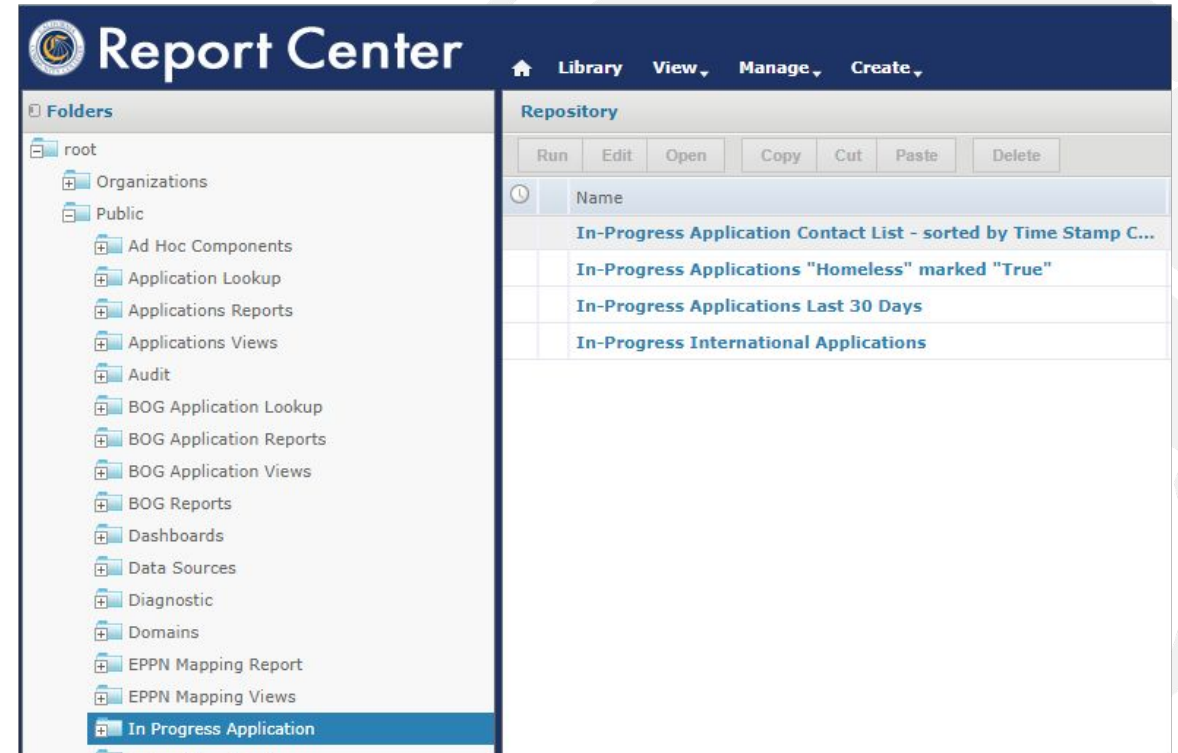 Report Center
Library View Manage Create
Folders
root
Organizations
Public
Ad Hoc Components
Application Lookup
Applications Reports
Applications Views
Audit
BOG Application Lookup
BOG Application Reports
BOG Application Views
BOG Reports
Dashboards
Data Sources
Diagnostic
Domains
EPPN Mapping Report
EPPN Mapping Views
In Progress Application
Repository
Run Edit Open Copy Cut Paste Delete
Name
In-Progress Application Contact List - sorted by Time Stamp C...
In-Progress Applications "Homeless" marked "True"
In-Progress Applications Last 30 Days
In-Progress International Applications